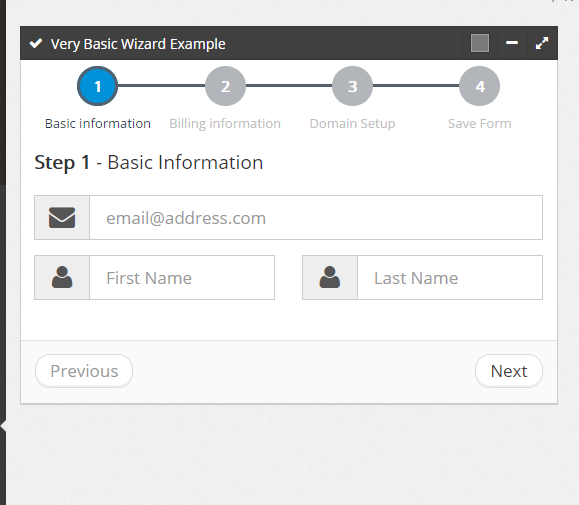 Very Basic Wizard Example
1 2 3 4
Basic information Billing information Domain Setup Save Form
Step 1 - Basic Information
email@address.com
First Name Last Name
Previous Next